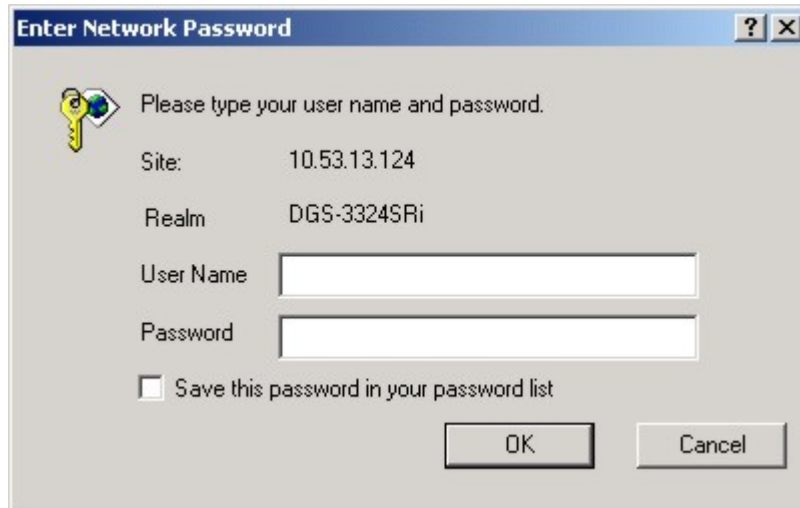 Enter Network Password
Please type your user name and password.
Site: 10.53.13.124
Realm DGS-3324SRi
User Name
Password
Save this password in your password list
OK Cancel